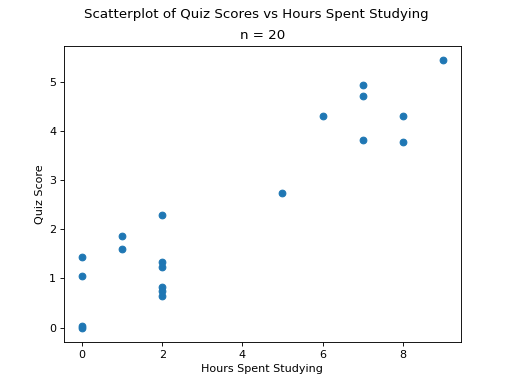 Scatterplot of Quiz Scores vs Hours Spent Studying
n = 20
5
4
3
2
1
0
Quiz Score
0 2 4 6 8
Hours Spent Studying